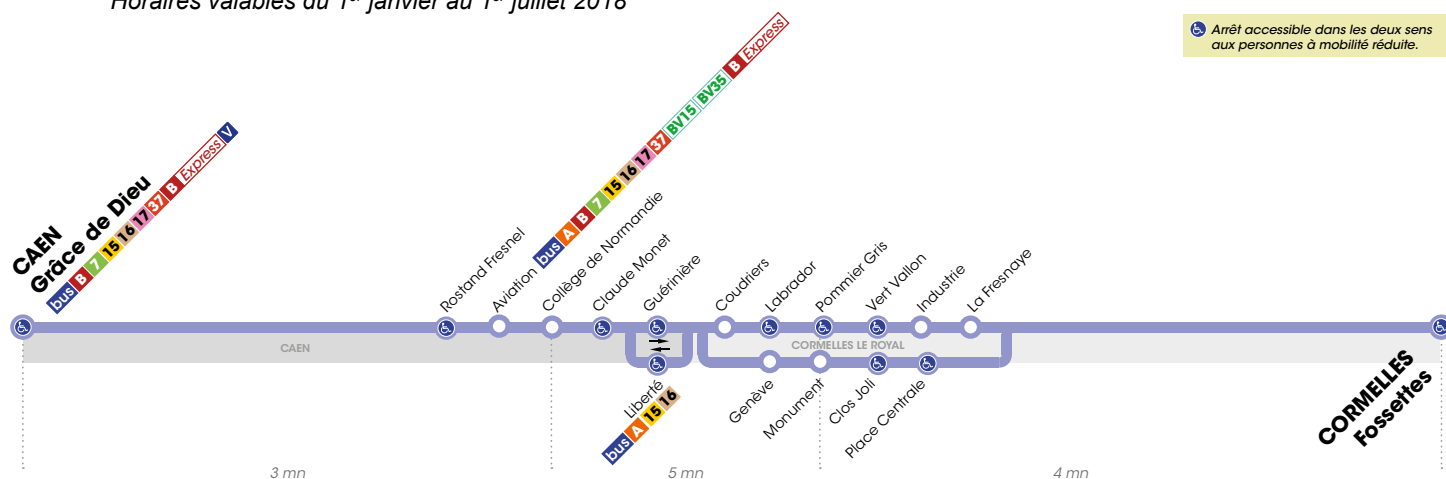 Horaires valables du 1er janvier au 1er juillet 2018
Arrêt accessible dans les deux sens
aux personnes à mobilité réduite.
CAEN
Grâce de Dieu
bus B 7 15 16 17 37 B Express V
Rostand Fresnel
Aviation
bus A B 7 15 16 17 37 BV15 BV35 B Express
Collège de Normandie
Claude Monet
Guérinière
Coudriers
Labrador
Pommier Gris
Vert Vallon
Industrie
La Fresnaye
CAEN
CORMELLES LE ROYAL
Liberté
bus A 15 16
Genève
Monument
Clos Joli
Place Centrale
CORMELLES
Fossettes
3 mn
5 mn
4 mn